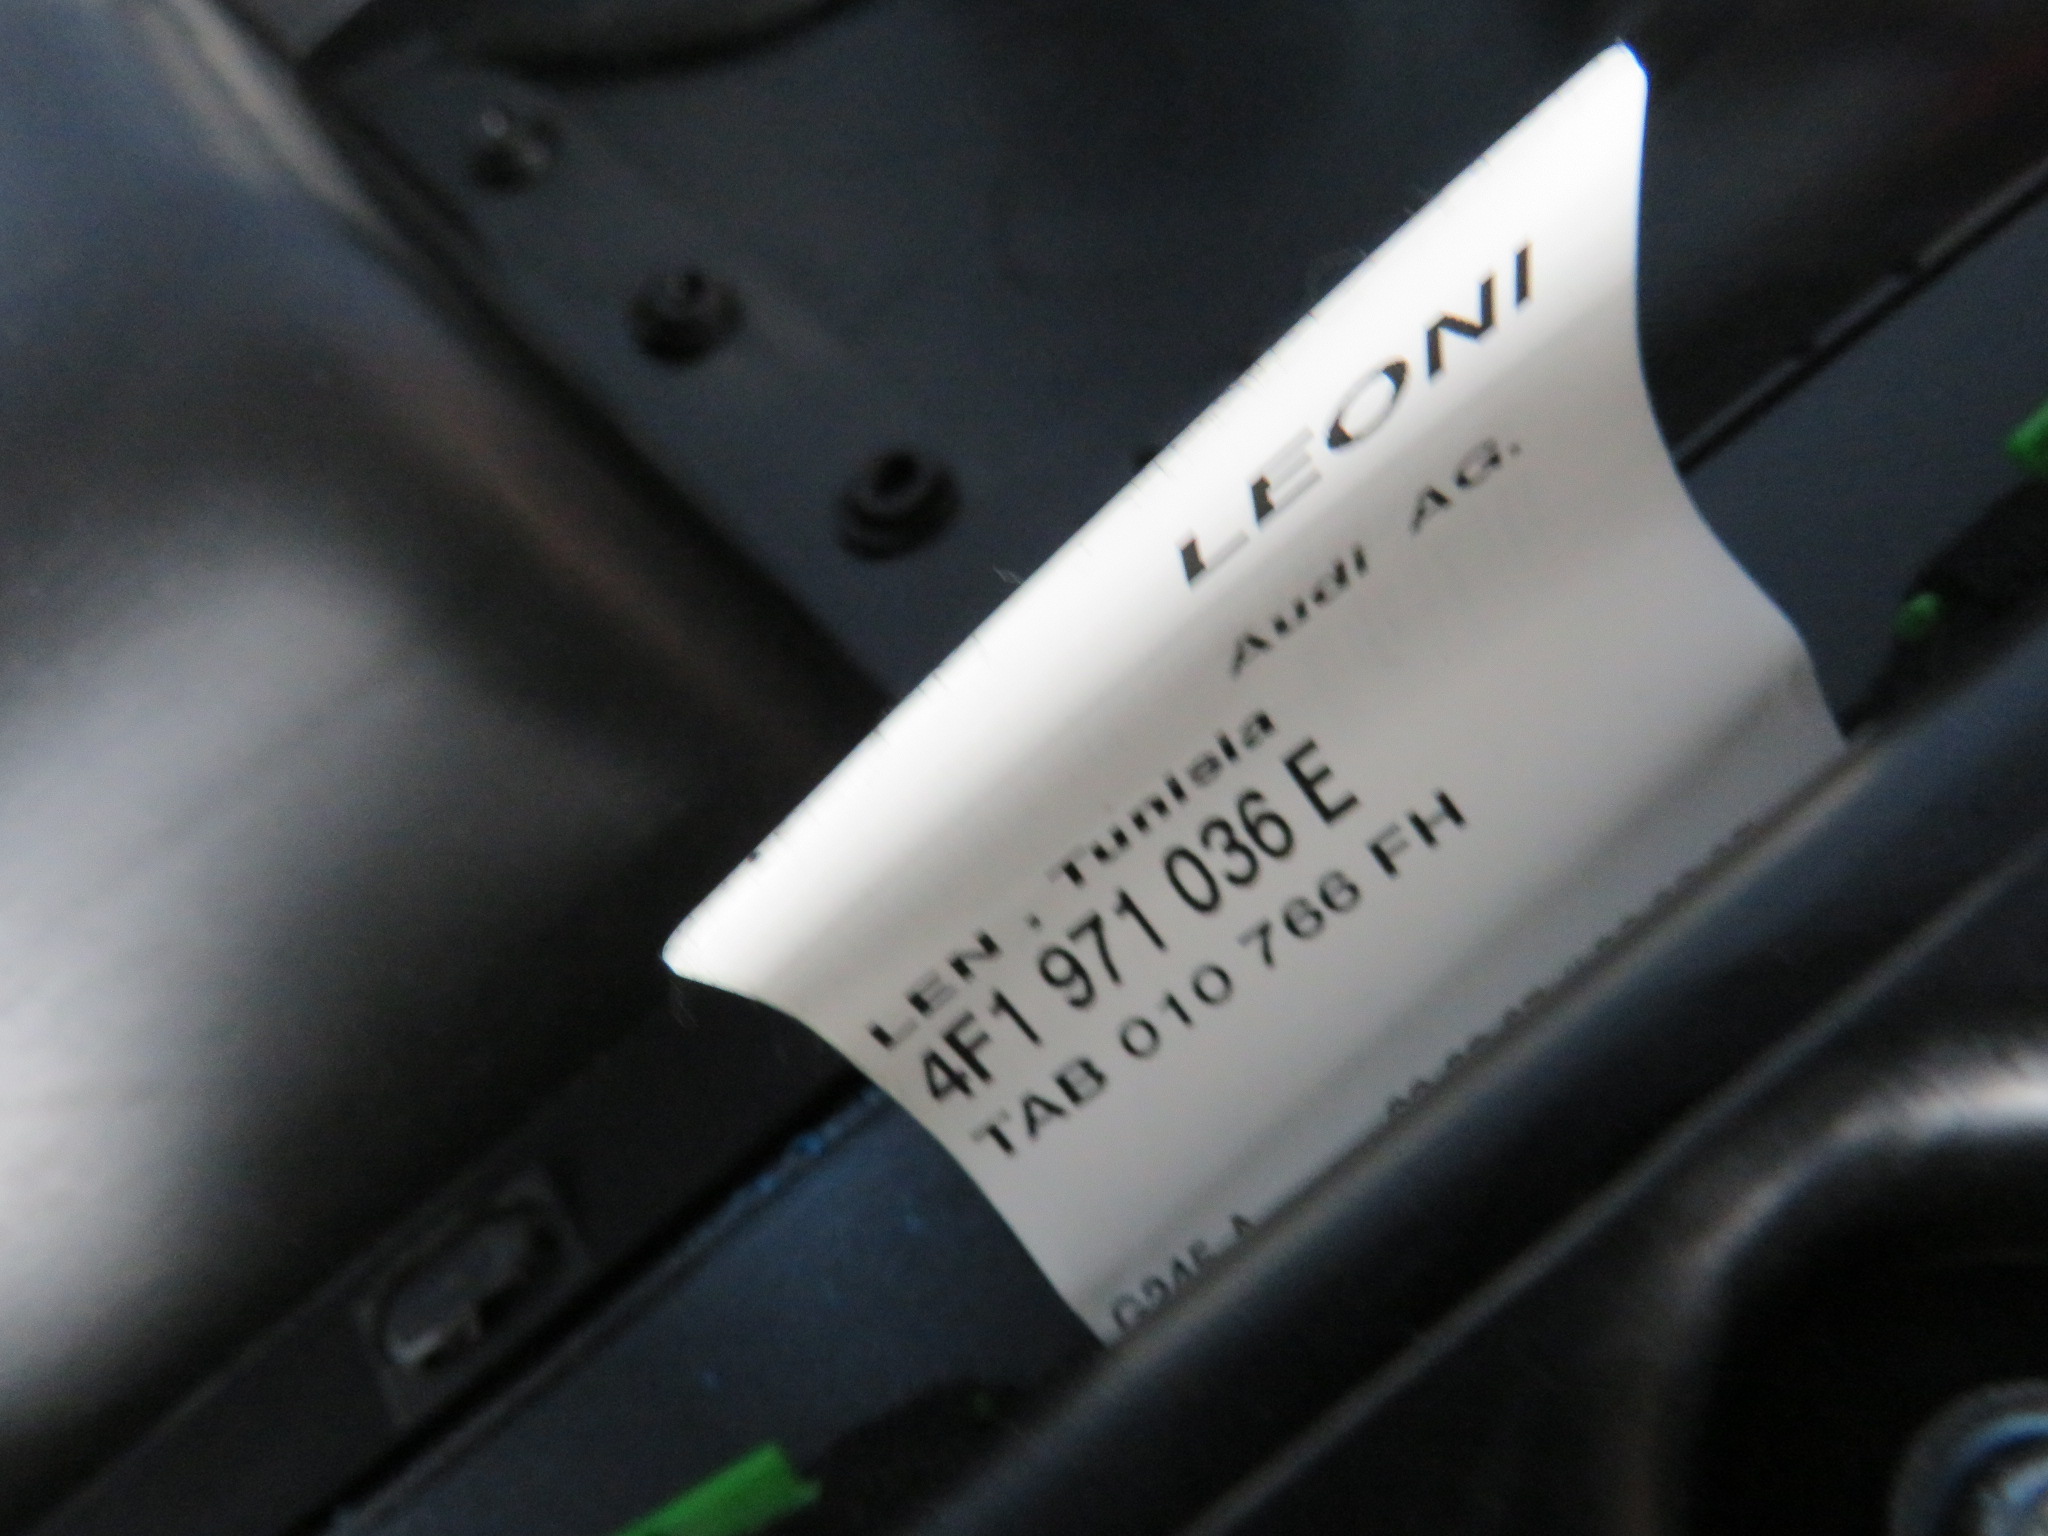 LEONI
Audi AG.
LEN : Tunisia
4F1 971 036 E
TAB 010 766 FH